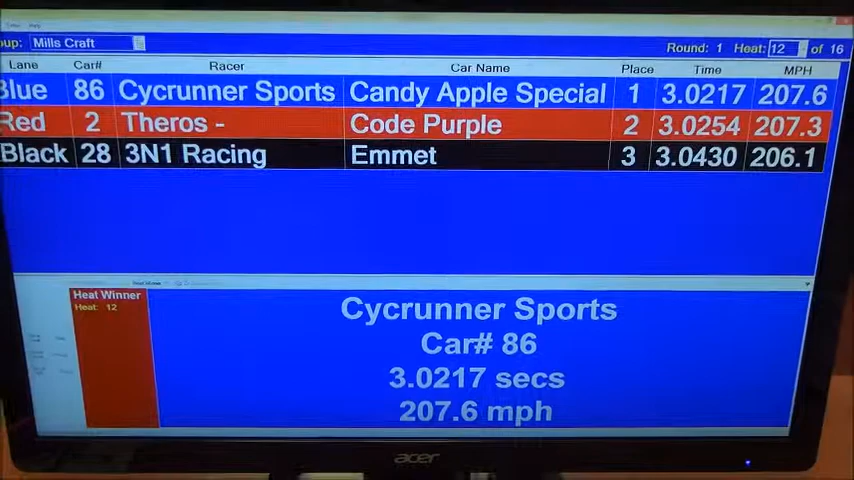 oup: Mills Craft Round: 1 Heat: 12 of 16
Lane Car# Racer Car Name Place Time MPH
Blue 86 Cycrunner Sports Candy Apple Special 1 3.0217 207.6
Red 2 Theros - Code Purple 2 3.0254 207.3
Black 28 3N1 Racing Emmet 3 3.0430 206.1
Heat Winner
Heat: 12
Cycrunner Sports
Car# 86
3.0217 secs
207.6 mph
acer